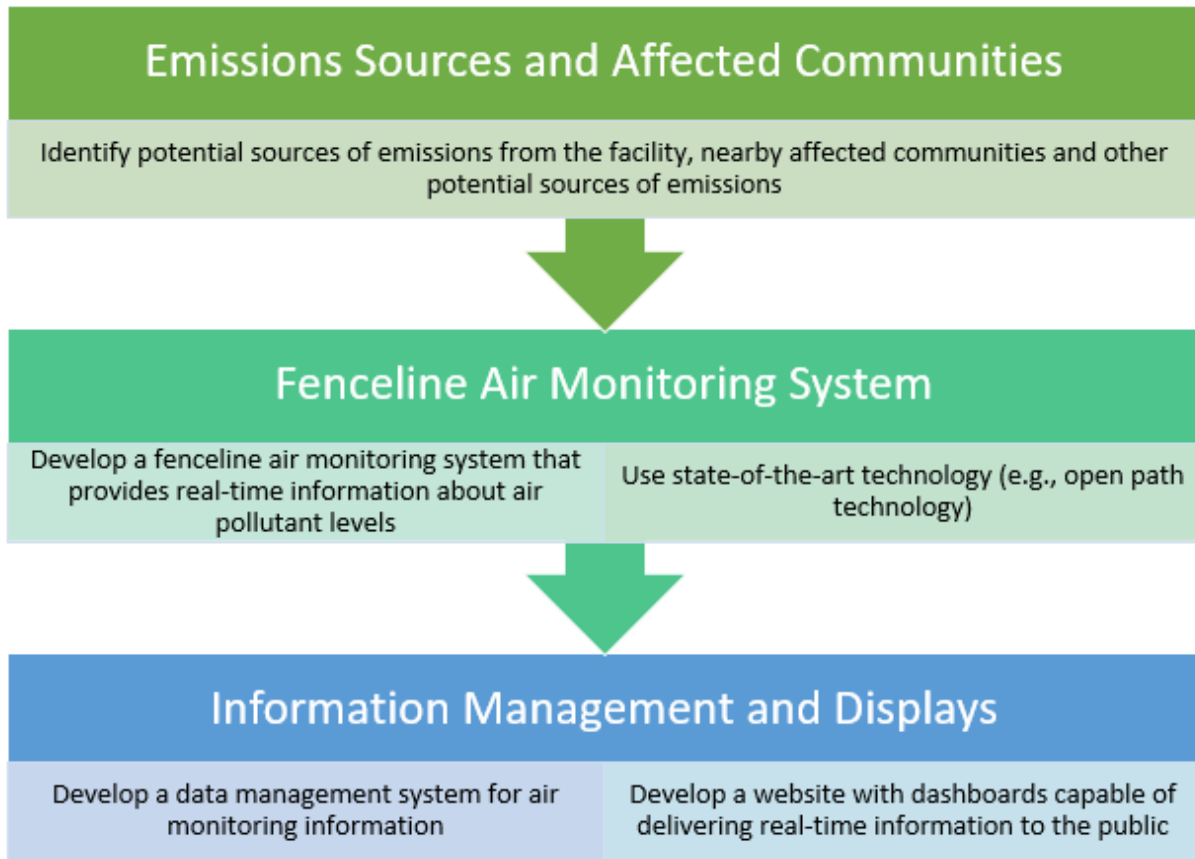 Emissions Sources and Affected Communities
Identify potential sources of emissions from the facility, nearby affected communities and other
potential sources of emissions
Fenceline Air Monitoring System
Develop a fenceline air monitoring system that
provides real-time information about air
pollutant levels
Use state-of-the-art technology (e.g., open path
technology)
Information Management and Displays
Develop a data management system for air
monitoring information
Develop a website with dashboards capable of
delivering real-time information to the public